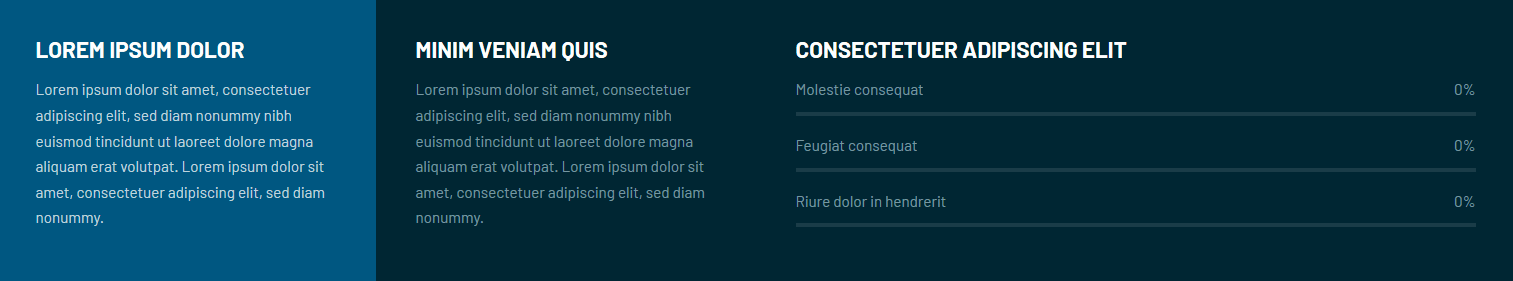 LOREM IPSUM DOLOR
Lorem ipsum dolor sit amet, consectetuer
adipiscing elit, sed diam nonummy nibh
euismod tincidunt ut laoreet dolore magna
aliquam erat volutpat. Lorem ipsum dolor sit
amet, consectetuer adipiscing elit, sed diam
nonummy.
MINIM VENIAM QUIS
Lorem ipsum dolor sit amet, consectetuer
adipiscing elit, sed diam nonummy nibh
euismod tincidunt ut laoreet dolore magna
aliquam erat volutpat. Lorem ipsum dolor sit
amet, consectetuer adipiscing elit, sed diam
nonummy.
CONSECTETUER ADIPISCING ELIT
Molestie consequat 0%
Feugiat consequat 0%
Riure dolor in hendrerit 0%